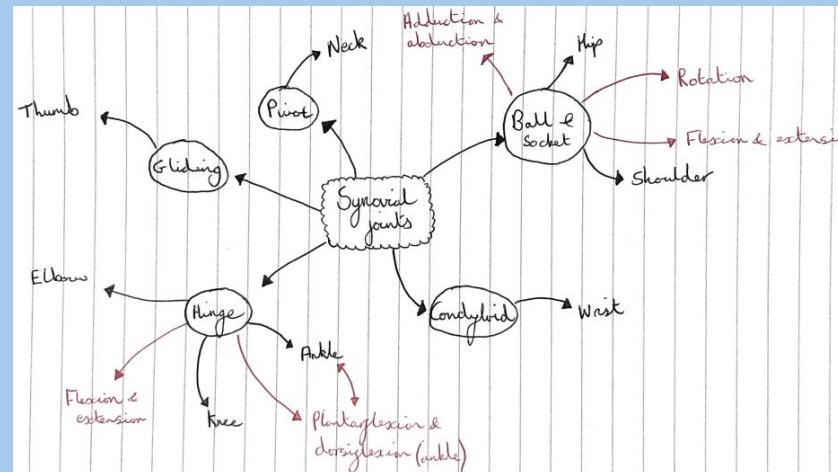 Adduction &
abduction
Hip
Neck
Rotation
Thumb
Pivot
Ball &
Socket
Flexion & extensi
Gliding
Shoulder
Synovial
joints
Elbow
Hinge
Condyloid
Wrist
Ankle
Flexion &
extension
Knee
Plantarflexion &
dorsiflexion (ankle)